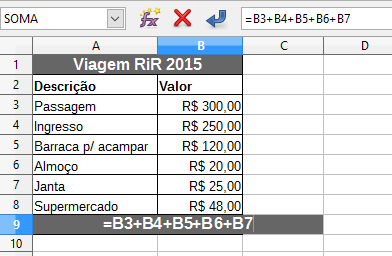 SOMA =B3+B4+B5+B6+B7
A B C D
1 Viagem RiR 2015
2 Descrição Valor
3 Passagem R$ 300,00
4 Ingresso R$ 250,00
5 Barraca p/ acampar R$ 120,00
6 Almoço R$ 20,00
7 Janta R$ 25,00
8 Supermercado R$ 48,00
9 =B3+B4+B5+B6+B7
10